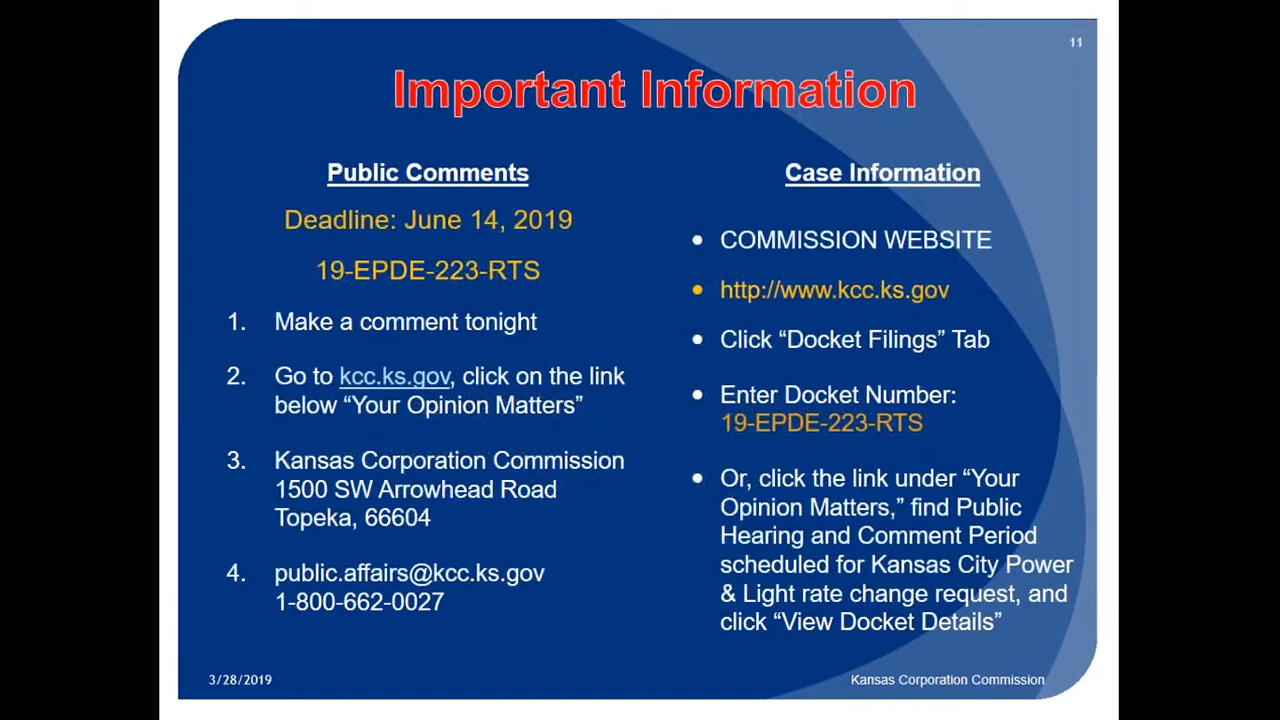 11
Important Information
Public Comments
Deadline: June 14, 2019
19-EPDE-223-RTS
1. Make a comment tonight
2. Go to kcc.ks.gov, click on the link
below “Your Opinion Matters”
3. Kansas Corporation Commission
1500 SW Arrowhead Road
Topeka, 66604
4. public.affairs@kcc.ks.gov
1-800-662-0027
Case Information
• COMMISSION WEBSITE
• http://www.kcc.ks.gov
• Click “Docket Filings” Tab
• Enter Docket Number:
19-EPDE-223-RTS
• Or, click the link under “Your
Opinion Matters,” find Public
Hearing and Comment Period
scheduled for Kansas City Power
& Light rate change request, and
click “View Docket Details”
3/28/2019
Kansas Corporation Commission